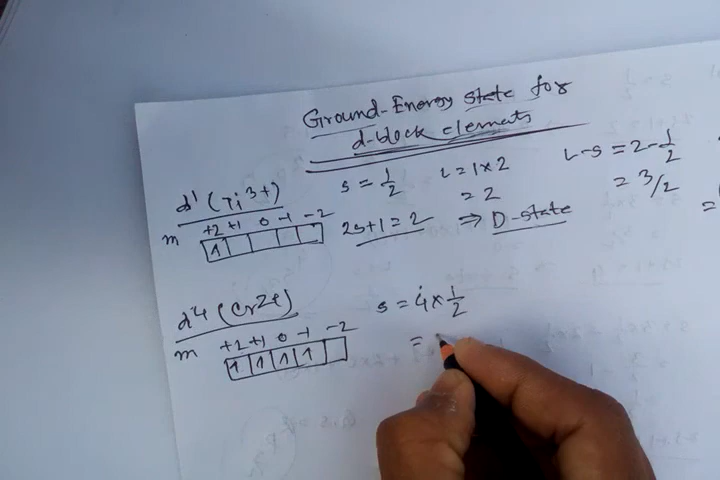 Ground-Energy state for
d-block elements
d¹ (Ti³⁺)
m +2 +1 0 -1 -2
1
s = 1/2
2s+1 = 2
L = 1×2
= 2
⇒ D-state
L-s = 2-1/2
= 3/2
=
d⁴ (Cr2+)
m +2 +1 0 -1 -2
1 1 1 1
s = 4×1/2
=